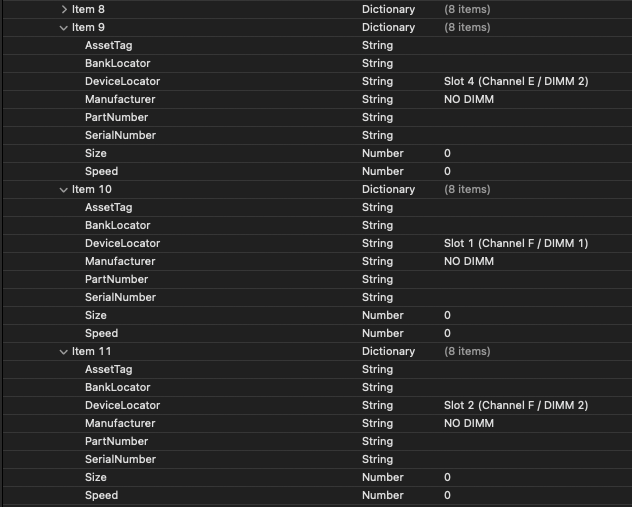 Item 8 Dictionary (8 items)
Item 9 Dictionary (8 items)
AssetTag String
BankLocator String
DeviceLocator String Slot 4 (Channel E / DIMM 2)
Manufacturer String NO DIMM
PartNumber String
SerialNumber String
Size Number 0
Speed Number 0
Item 10 Dictionary (8 items)
AssetTag String
BankLocator String
DeviceLocator String Slot 1 (Channel F / DIMM 1)
Manufacturer String NO DIMM
PartNumber String
SerialNumber String
Size Number 0
Speed Number 0
Item 11 Dictionary (8 items)
AssetTag String
BankLocator String
DeviceLocator String Slot 2 (Channel F / DIMM 2)
Manufacturer String NO DIMM
PartNumber String
SerialNumber String
Size Number 0
Speed Number 0